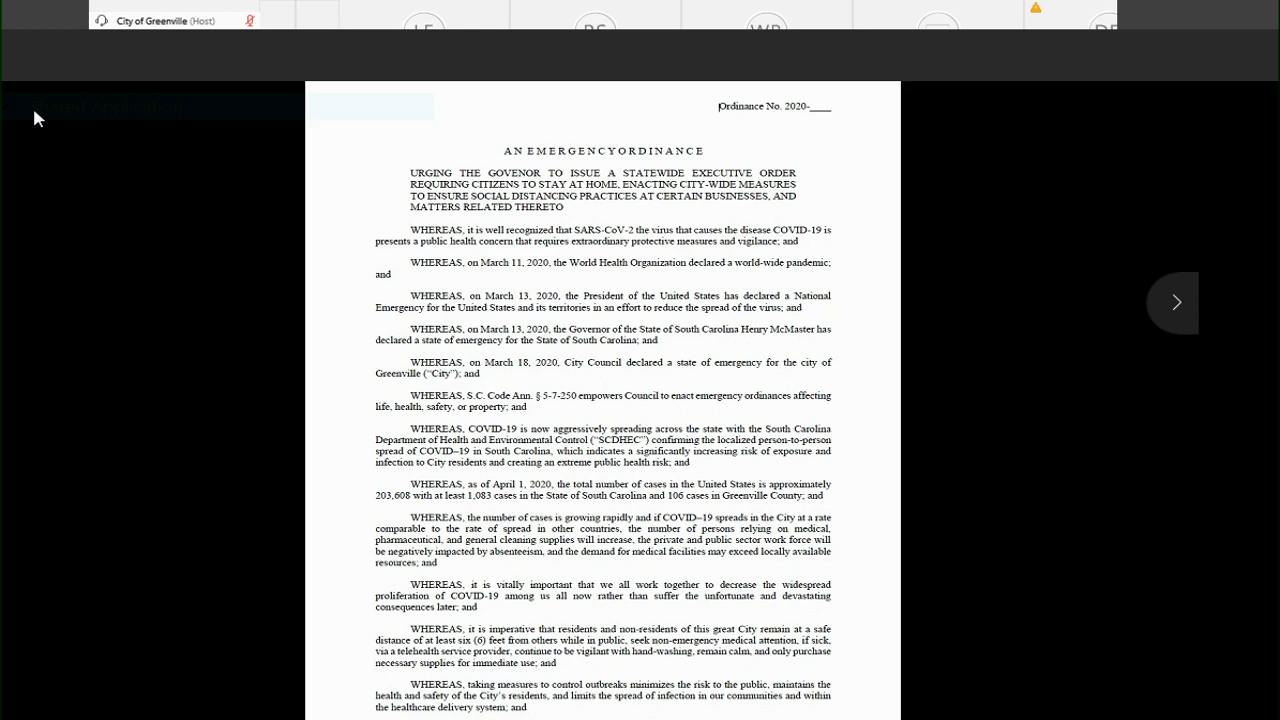 City of Greenville (Host)
Ordinance No. 2020-____
A N E M E R G E N C Y O R D I N A N C E
URGING THE GOVENOR TO ISSUE A STATEWIDE EXECUTIVE ORDER
REQUIRING CITIZENS TO STAY AT HOME, ENACTING CITY-WIDE MEASURES
TO ENSURE SOCIAL DISTANCING PRACTICES AT CERTAIN BUSINESSES, AND
MATTERS RELATED THERETO
WHEREAS, it is well recognized that SARS-CoV-2 the virus that causes the disease COVID-19 is
presents a public health concern that requires extraordinary protective measures and vigilance; and
WHEREAS, on March 11, 2020, the World Health Organization declared a world-wide pandemic;
and
WHEREAS, on March 13, 2020, the President of the United States has declared a National
Emergency for the United States and its territories in an effort to reduce the spread of the virus; and
WHEREAS, on March 13, 2020, the Governor of the State of South Carolina Henry McMaster has
declared a state of emergency for the State of South Carolina; and
WHEREAS, on March 18, 2020, City Council declared a state of emergency for the city of
Greenville (“City”); and
WHEREAS, S.C. Code Ann. § 5-7-250 empowers Council to enact emergency ordinances affecting
life, health, safety, or property; and
WHEREAS, COVID-19 is now aggressively spreading across the state with the South Carolina
Department of Health and Environmental Control (“SCDHEC”) confirming the localized person-to-person
spread of COVID–19 in South Carolina, which indicates a significantly increasing risk of exposure and
infection to City residents and creating an extreme public health risk; and
WHEREAS, as of April 1, 2020, the total number of cases in the United States is approximately
203,608 with at least 1,083 cases in the State of South Carolina and 106 cases in Greenville County; and
WHEREAS, the number of cases is growing rapidly and if COVID–19 spreads in the City at a rate
comparable to the rate of spread in other countries, the number of persons relying on medical,
pharmaceutical, and general cleaning supplies will increase, the private and public sector work force will
be negatively impacted by absenteeism, and the demand for medical facilities may exceed locally available
resources; and
WHEREAS, it is vitally important that we all work together to decrease the widespread
proliferation of COVID-19 among us all now rather than suffer the unfortunate and devastating
consequences later; and
WHEREAS, it is imperative that residents and non-residents of this great City remain at a safe
distance of at least six (6) feet from others while in public, seek non-emergency medical attention, if sick,
via a telehealth service provider, continue to be vigilant with hand-washing, remain calm, and only purchase
necessary supplies for immediate use; and
WHEREAS, taking measures to control outbreaks minimizes the risk to the public, maintains the
health and safety of the City’s residents, and limits the spread of infection in our communities and within
the healthcare delivery system; and